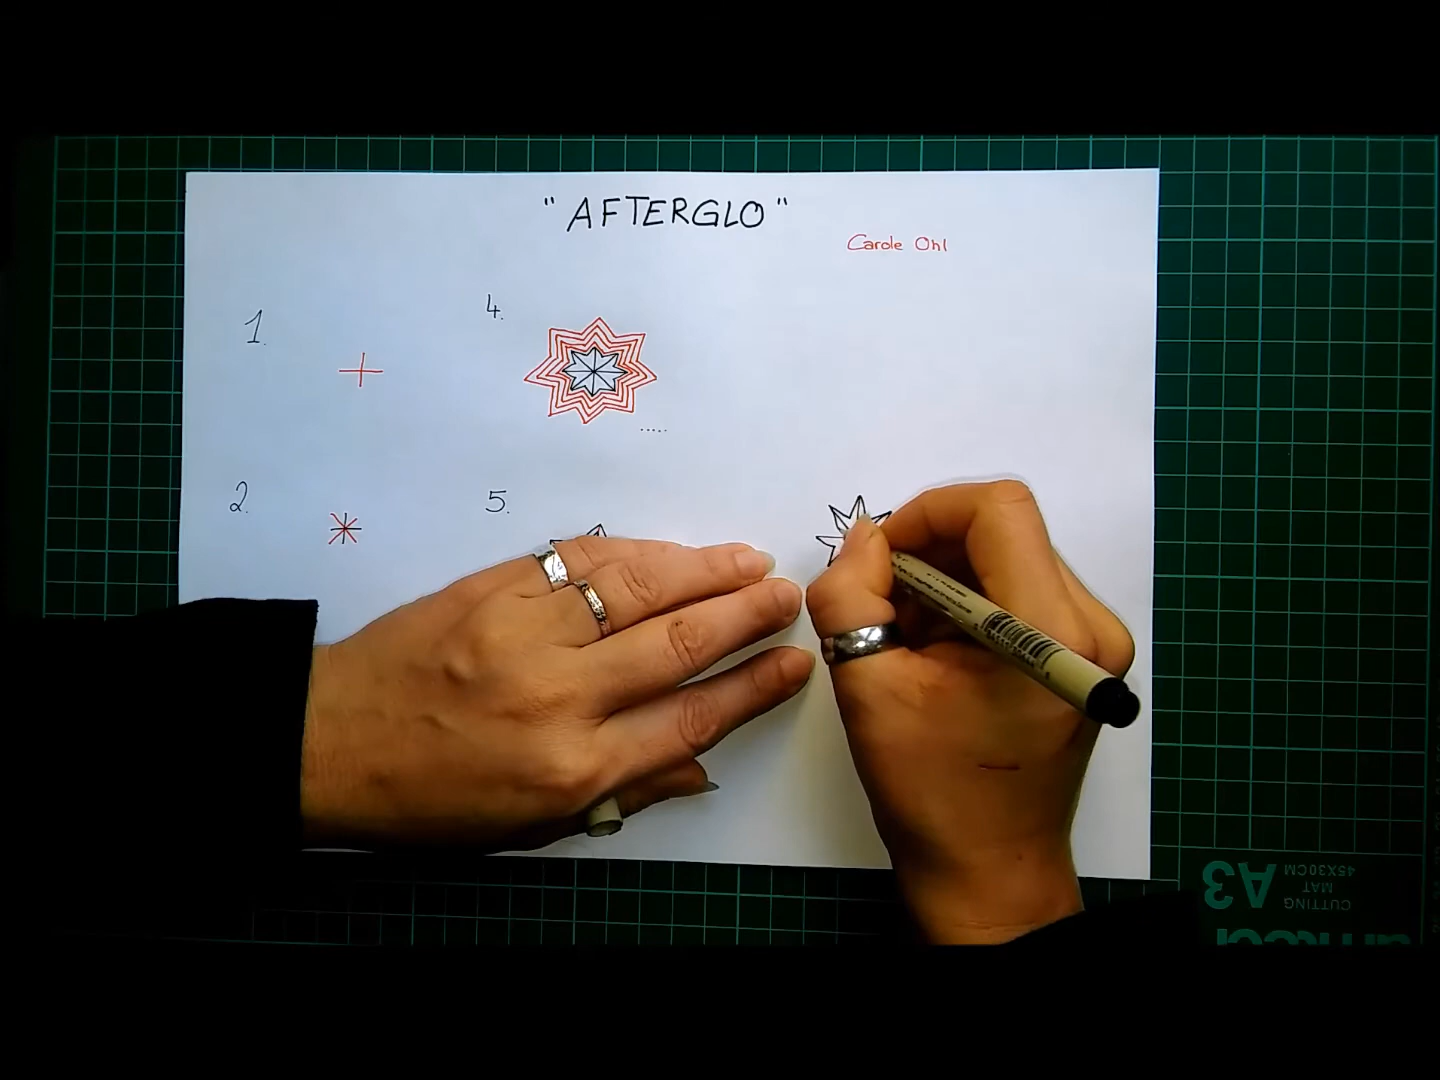 "AFTERGLO"
Carole Ohl
1.
4.
.....
2.
5.
A3
CUTTING
MAT
45X30CM